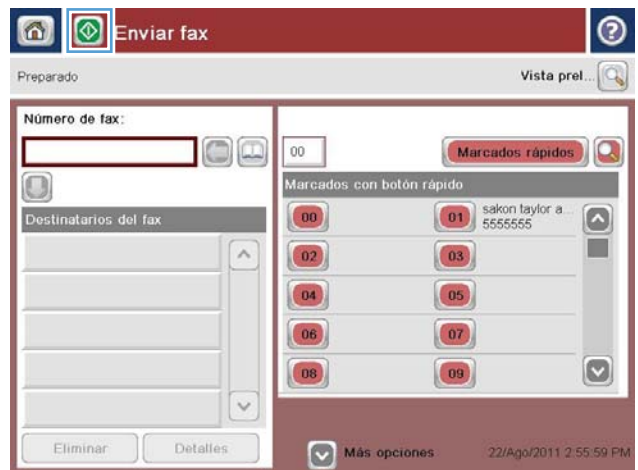 Enviar fax
Preparado
Vista prel...
Número de fax:
00
Marcados rápidos
Marcados con botón rápido
Destinatarios del fax
00
01 sakon taylor a...
5555555
02
03
04
05
06
07
08
09
Eliminar
Detalles
Más opciones
22/Ago/2011 2:55:59 PM